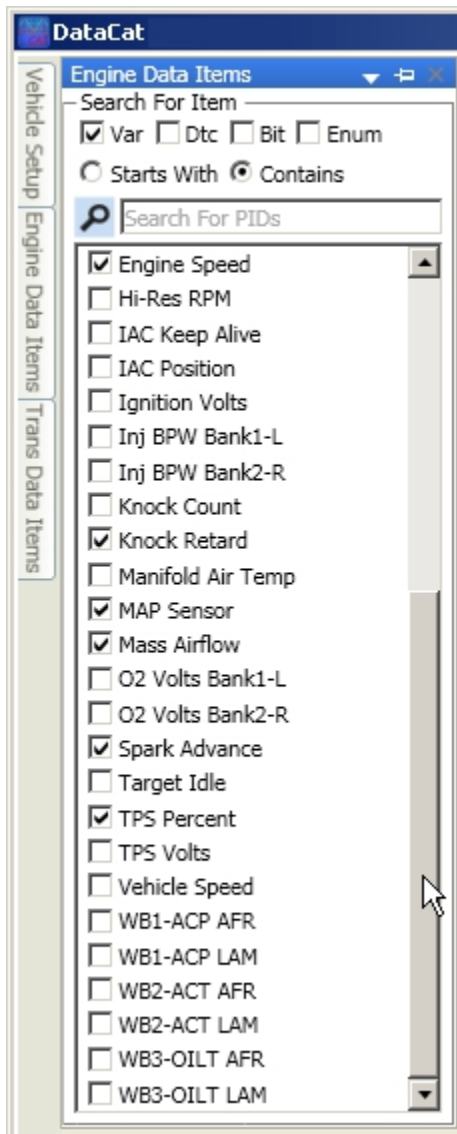 DataCat
Vehicle Setup
Engine Data Items
Trans Data Items
Engine Data Items
Search For Item
Var Dtc Bit Enum
Starts With Contains
Search For PIDs
Engine Speed
Hi-Res RPM
IAC Keep Alive
IAC Position
Ignition Volts
Inj BPW Bank1-L
Inj BPW Bank2-R
Knock Count
Knock Retard
Manifold Air Temp
MAP Sensor
Mass Airflow
O2 Volts Bank1-L
O2 Volts Bank2-R
Spark Advance
Target Idle
TPS Percent
TPS Volts
Vehicle Speed
WB1-ACP AFR
WB1-ACP LAM
WB2-ACT AFR
WB2-ACT LAM
WB3-OILT AFR
WB3-OILT LAM